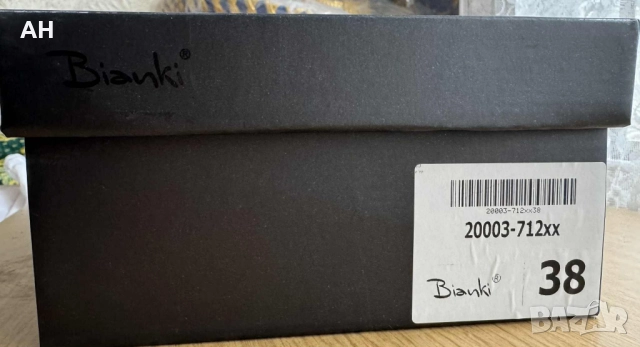 AH
Bianki®
20003-712xx38
20003-712xx
Bianki® 38
BAZAR